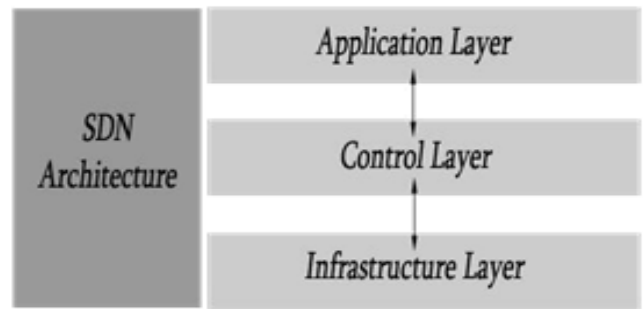 SDN
Architecture
Application Layer
Control Layer
Infrastructure Layer